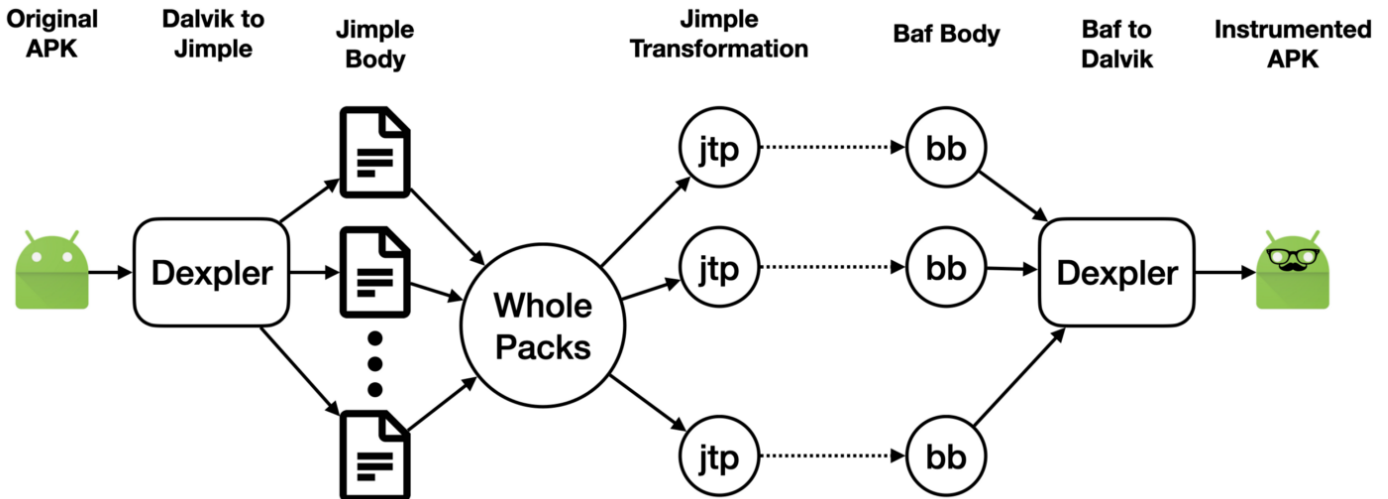 Original
APK
Dalvik to
Jimple
Jimple
Body
Jimple
Transformation
Baf Body
Baf to
Dalvik
Instrumented
APK
Dexpler
Whole
Packs
jtp
bb
jtp
bb
jtp
bb
Dexpler